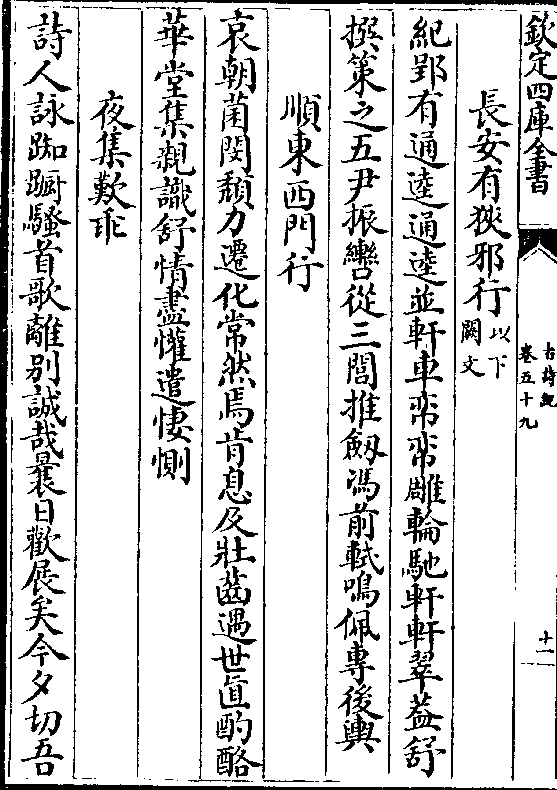 欽定四庫全書
古詩紀
卷五十九
十一
長安有狹邪行以下闕文
紀郢有通逵通逵並軒車帟帟雕輪馳軒軒翠葢舒
撰策之五尹振轡從三閭推劔馮前軾鳴佩專後輿
順東西門行
哀朝菌閔頹力遷化常然焉肯息及壯齒遇世直酌酪
華堂集親識舒情盡懽遣悽惻
夜集歎乖
詩人詠踟蹰騷首歌離别誠哉曩日歡展矣今夕切吾